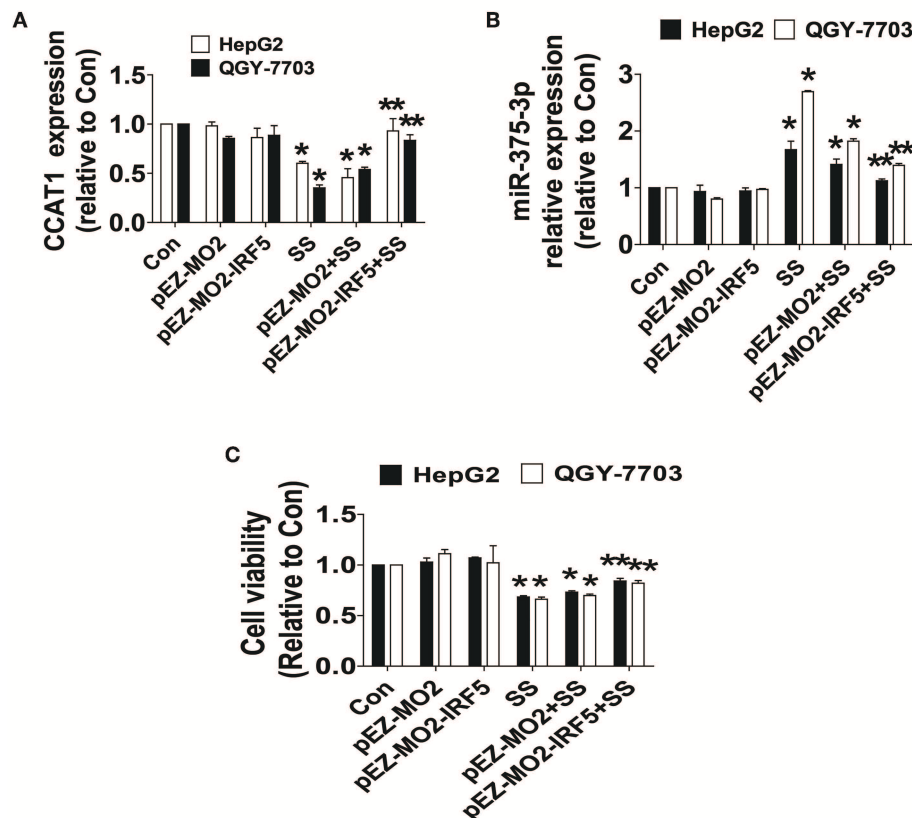 A
HepG2
QGY-7703
CCAT1 expression
(relative to Con)
1.5
1.0
0.5
0.0
* * * * ** **
Con
pEZ-MO2
pEZ-MO2-IRF5
SS
pEZ-MO2+SS
pEZ-MO2-IRF5+SS
B
HepG2 QGY-7703
miR-375-3p
relative expression
(relative to Con)
3
2
1
0
* * * * ** **
Con
pEZ-MO2
pEZ-MO2-IRF5
SS
pEZ-MO2+SS
pEZ-MO2-IRF5+SS
C
HepG2 QGY-7703
Cell viability
(Relative to Con)
1.5
1.0
0.5
0.0
* * * * ** **
Con
pEZ-MO2
pEZ-MO2-IRF5
SS
pEZ-MO2+SS
pEZ-MO2-IRF5+SS